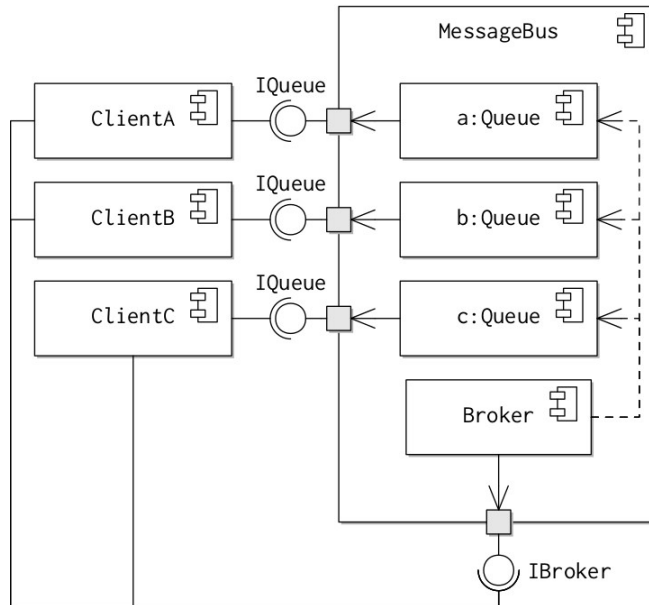 MessageBus
IQueue
ClientA
a:Queue
IQueue
ClientB
b:Queue
IQueue
ClientC
c:Queue
Broker
IBroker